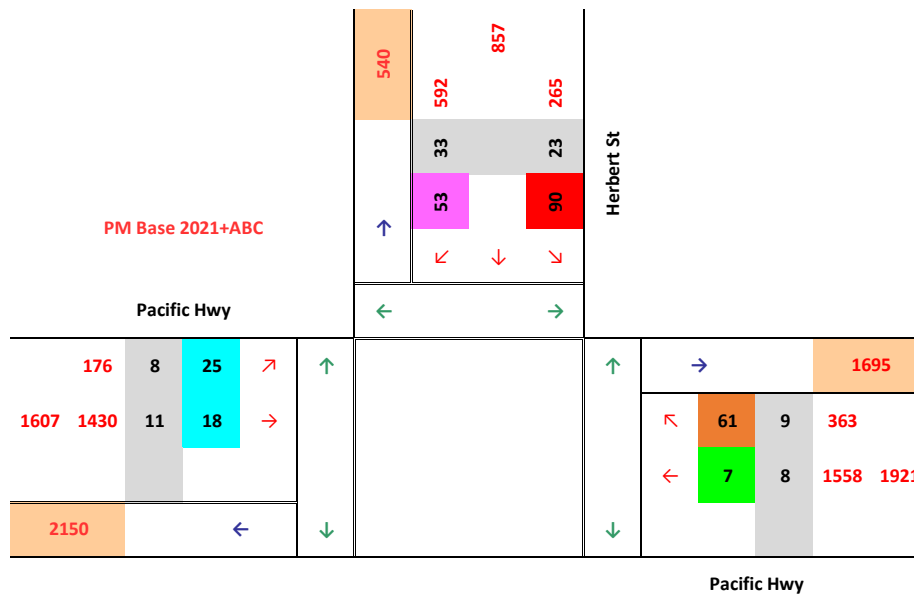 857
540
592 265
33 23
Herbert St
53 90
PM Base 2021+ABC
↑ ↙ ↓ ↘
Pacific Hwy
← →
176 8 25 ↗ ↑ ↑ → 1695
1607 1430 11 18 → ↖ 61 9 363
← 7 8 1558 1921
2150 ← ↓ ↓
Pacific Hwy